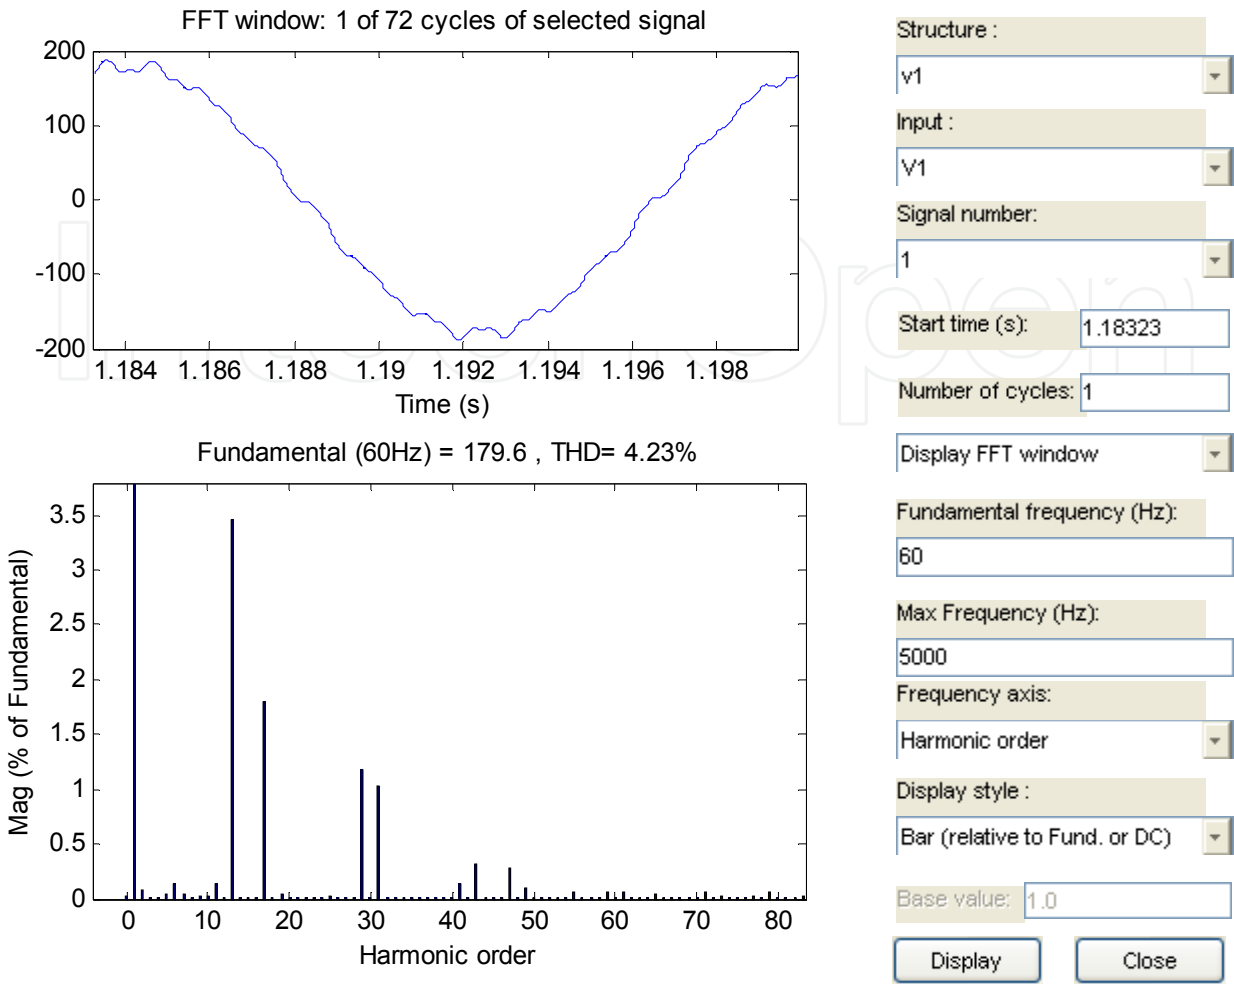 FFT window: 1 of 72 cycles of selected signal
200
100
0
-100
-200
1.184 1.186 1.188 1.19 1.192 1.194 1.196 1.198
Time (s)
Fundamental (60Hz) = 179.6 , THD= 4.23%
3.5
3
2.5
2
1.5
1
0.5
0
0 10 20 30 40 50 60 70 80
Harmonic order
Mag (% of Fundamental)
Structure :
v1
Input :
V1
Signal number:
1
Start time (s): 1.18323
Number of cycles: 1
Display FFT window
Fundamental frequency (Hz):
60
Max Frequency (Hz):
5000
Frequency axis:
Harmonic order
Display style :
Bar (relative to Fund. or DC)
Base value: 1.0
Display Close